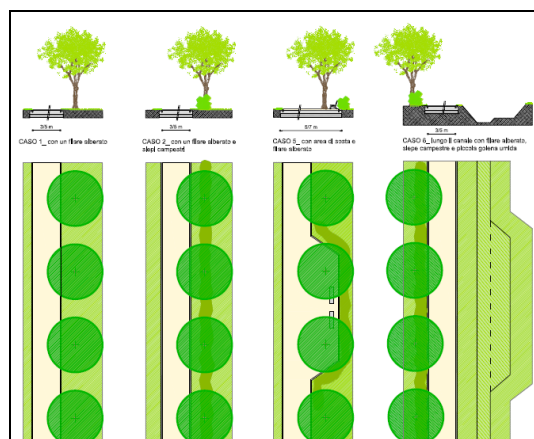 3/5 m
3/5 m
5/7 m
3/5 m
CASO 1_ con un filare alberato
CASO 2_ con un filare alberato e
siepi campestri
CASO 5_ con area di sosta e
filare alberato
CASO 6_ lungo il canale con filare alberato,
siepe campestre e piccola golena umida